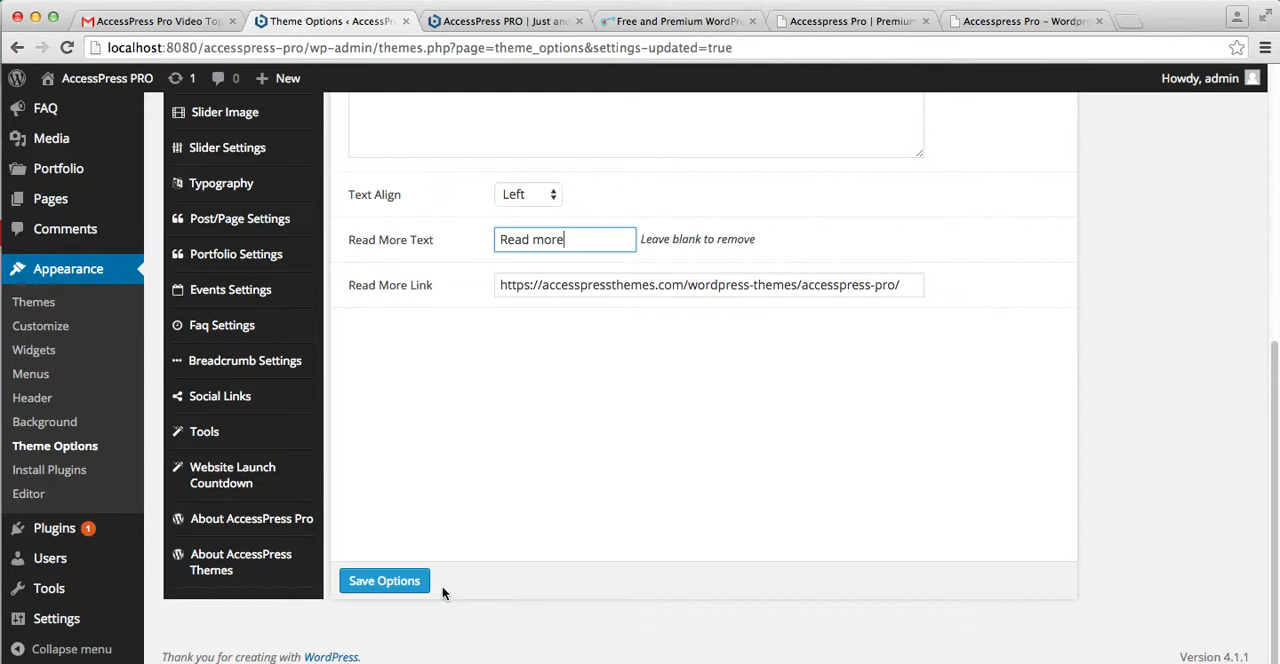 AccessPress Pro Video Top
Theme Options ‹ AccessPr
AccessPress PRO | Just an
Free and Premium WordPre
Accesspress Pro | Premium
Accesspress Pro – Wordpre
localhost:8080/accesspress-pro/wp-admin/themes.php?page=theme_options&settings-updated=true
AccessPress PRO
1
0
New
Howdy, admin
FAQ
Media
Portfolio
Pages
Comments
Appearance
Themes
Customize
Widgets
Menus
Header
Background
Theme Options
Install Plugins
Editor
Plugins 1
Users
Tools
Settings
Collapse menu
Slider Image
Slider Settings
Typography
Post/Page Settings
Portfolio Settings
Events Settings
Faq Settings
Breadcrumb Settings
Social Links
Tools
Website Launch
Countdown
About AccessPress Pro
About AccessPress
Themes
Text Align
Left
Read More Text
Read more
Leave blank to remove
Read More Link
https://accesspressthemes.com/wordpress-themes/accesspress-pro/
Save Options
Thank you for creating with WordPress.
Version 4.1.1